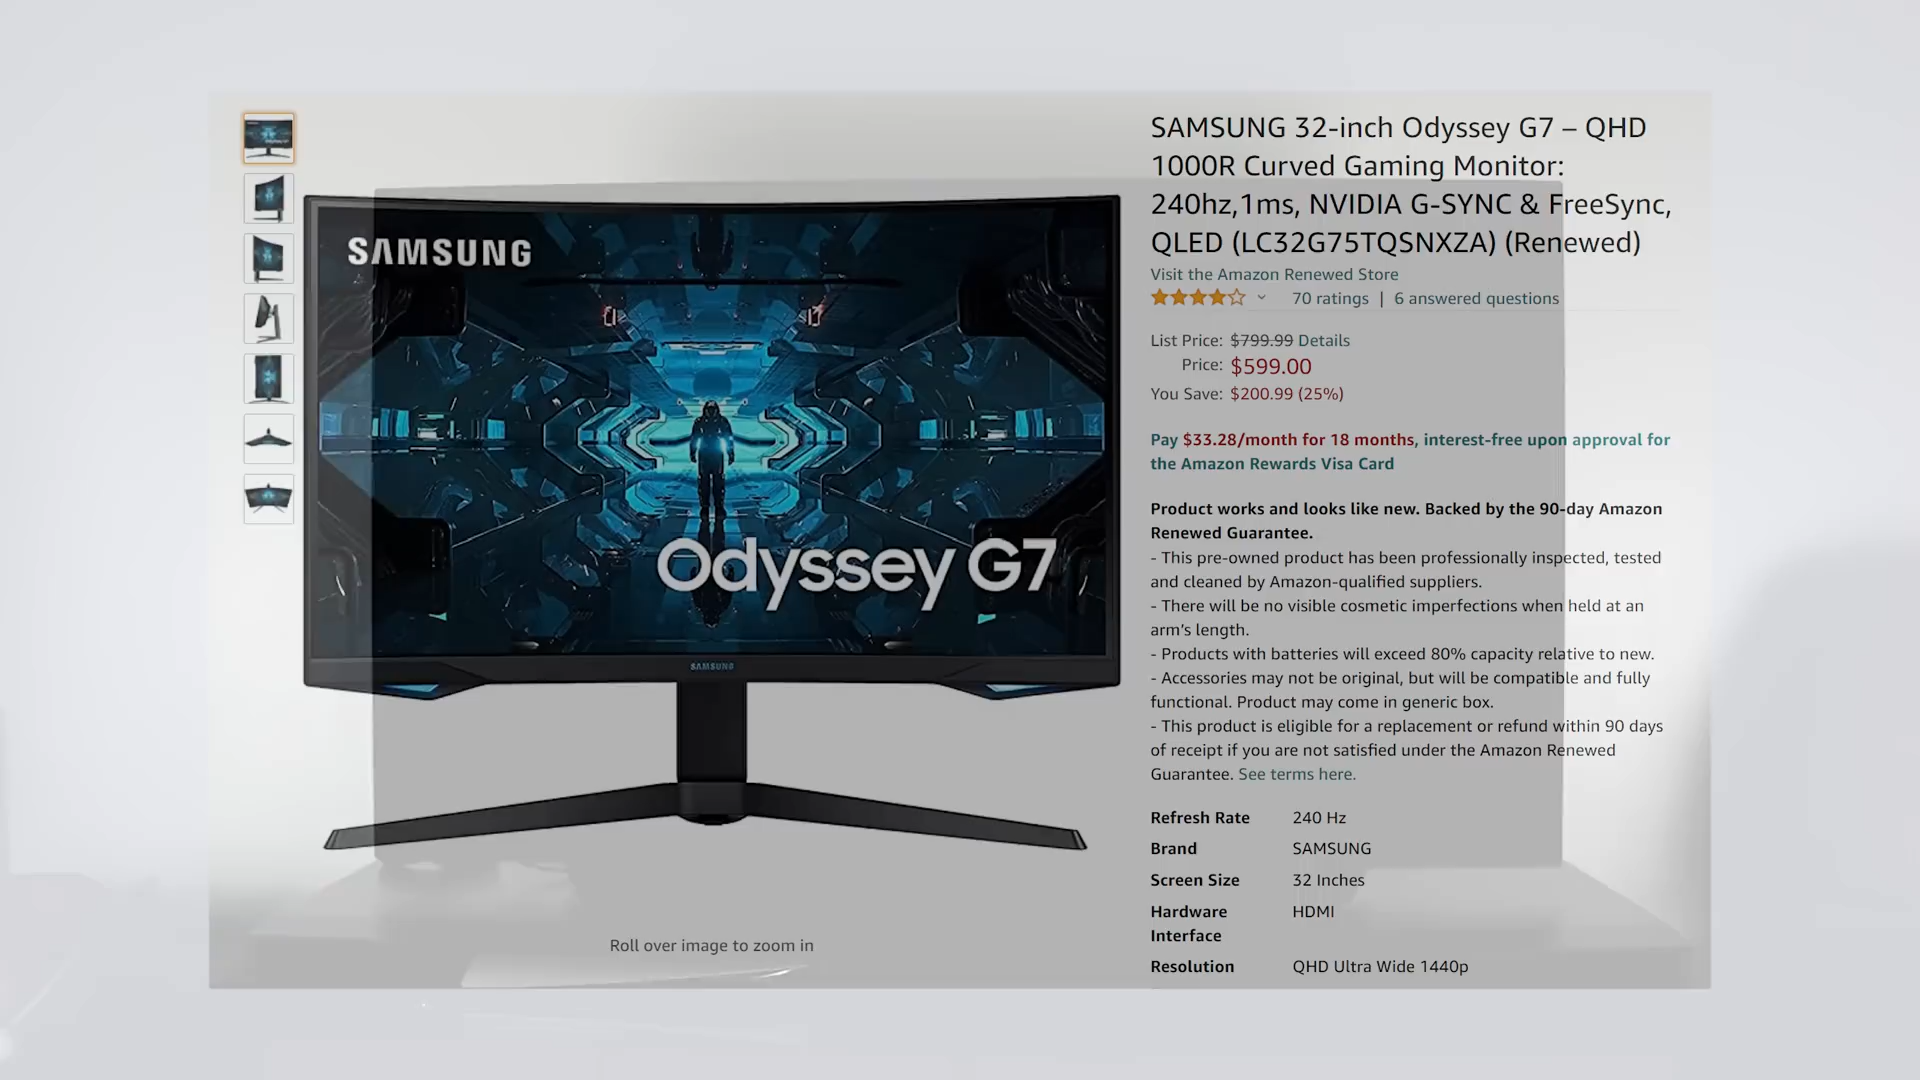 SAMSUNG
Odyssey G7
SAMSUNG
Roll over image to zoom in
SAMSUNG 32-inch Odyssey G7 – QHD
1000R Curved Gaming Monitor:
240hz,1ms, NVIDIA G-SYNC & FreeSync,
QLED (LC32G75TQSNXZA) (Renewed)
Visit the Amazon Renewed Store
70 ratings | 6 answered questions
List Price: $799.99 Details
Price: $599.00
You Save: $200.99 (25%)
Pay $33.28/month for 18 months, interest-free upon approval for
the Amazon Rewards Visa Card
Product works and looks like new. Backed by the 90-day Amazon
Renewed Guarantee.
- This pre-owned product has been professionally inspected, tested
and cleaned by Amazon-qualified suppliers.
- There will be no visible cosmetic imperfections when held at an
arm's length.
- Products with batteries will exceed 80% capacity relative to new.
- Accessories may not be original, but will be compatible and fully
functional. Product may come in generic box.
- This product is eligible for a replacement or refund within 90 days
of receipt if you are not satisfied under the Amazon Renewed
Guarantee. See terms here.
Refresh Rate 240 Hz
Brand SAMSUNG
Screen Size 32 Inches
Hardware HDMI
Interface
Resolution QHD Ultra Wide 1440p